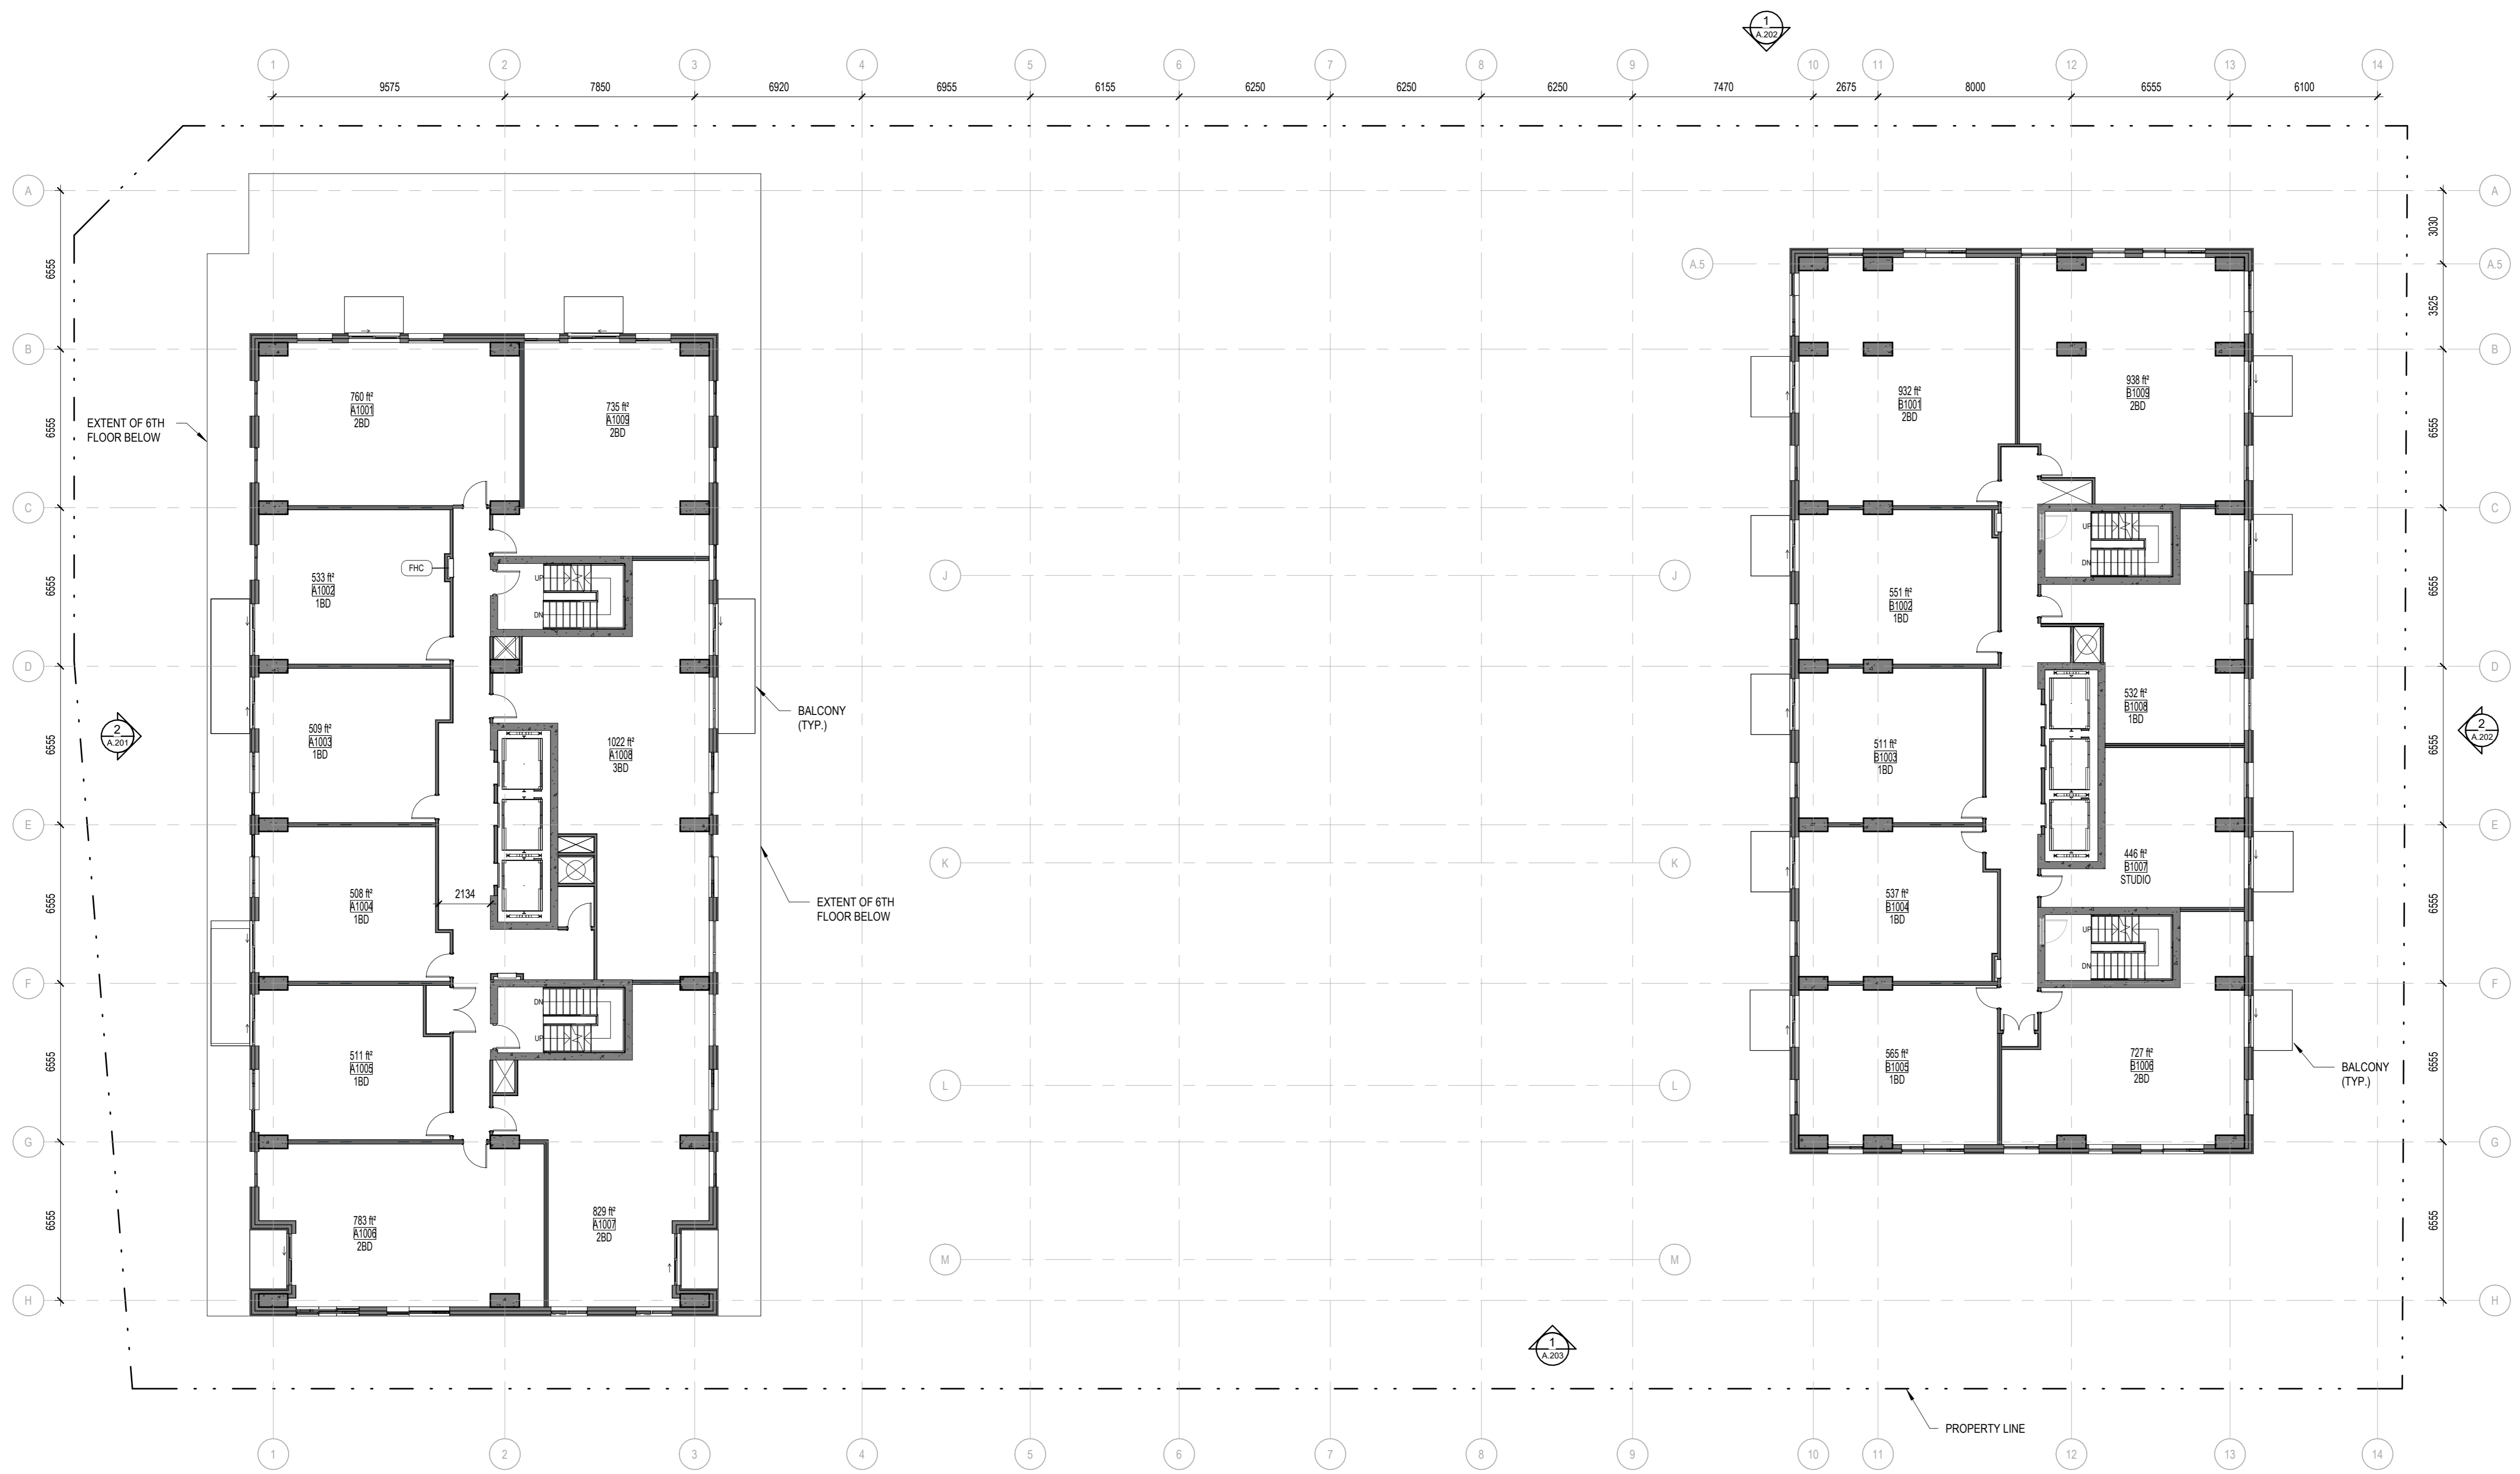 1
A.202
1
2
3
4
5
6
7
8
9
10
11
12
13
14
9575
7850
6920
6955
6155
6250
6250
6250
7470
2675
8000
6555
6100
A
A
3030
6555
A.5
A.5
3525
B
B
760 ft²
A1001
2BD
735 ft²
A1009
2BD
932 ft²
B1001
2BD
938 ft²
B1009
2BD
EXTENT OF 6TH
FLOOR BELOW
6555
6555
C
C
UP
DN
FHC
533 ft²
A1002
1BD
UP
DN
J
J
551 ft²
B1002
1BD
6555
6555
D
D
BALCONY
(TYP.)
532 ft²
B1008
1BD
2
A.201
509 ft²
A1003
1BD
1022 ft²
A1008
3BD
511 ft²
B1003
1BD
2
A.202
6555
6555
E
E
K
K
446 ft²
B1007
STUDIO
508 ft²
A1004
1BD
2134
EXTENT OF 6TH
FLOOR BELOW
537 ft²
B1004
1BD
6555
6555
UP
DN
F
F
DN
UP
511 ft²
A1005
1BD
565 ft²
B1005
1BD
727 ft²
B1006
2BD
BALCONY
(TYP.)
6555
6555
L
L
G
G
783 ft²
A1006
2BD
829 ft²
A1007
2BD
6555
6555
M
M
H
H
1
A.203
PROPERTY LINE
1
2
3
4
5
6
7
8
9
10
11
12
13
14